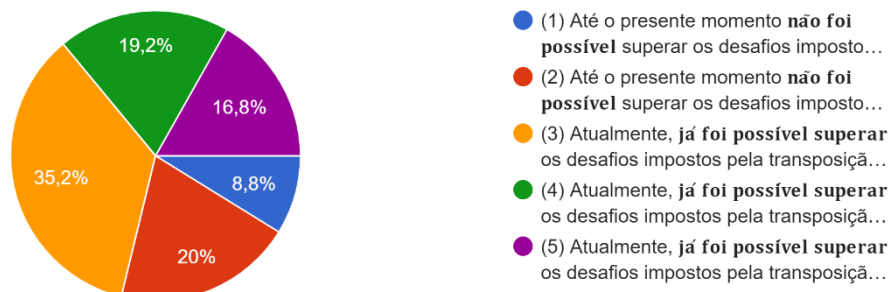 19,2%
16,8%
35,2%
8,8%
20%
(1) Até o presente momento não foi
possível superar os desafios imposto…
(2) Até o presente momento não foi
possível superar os desafios imposto…
(3) Atualmente, já foi possível superar
os desafios impostos pela transposiçã…
(4) Atualmente, já foi possível superar
os desafios impostos pela transposiçã…
(5) Atualmente, já foi possível superar
os desafios impostos pela transposiçã…